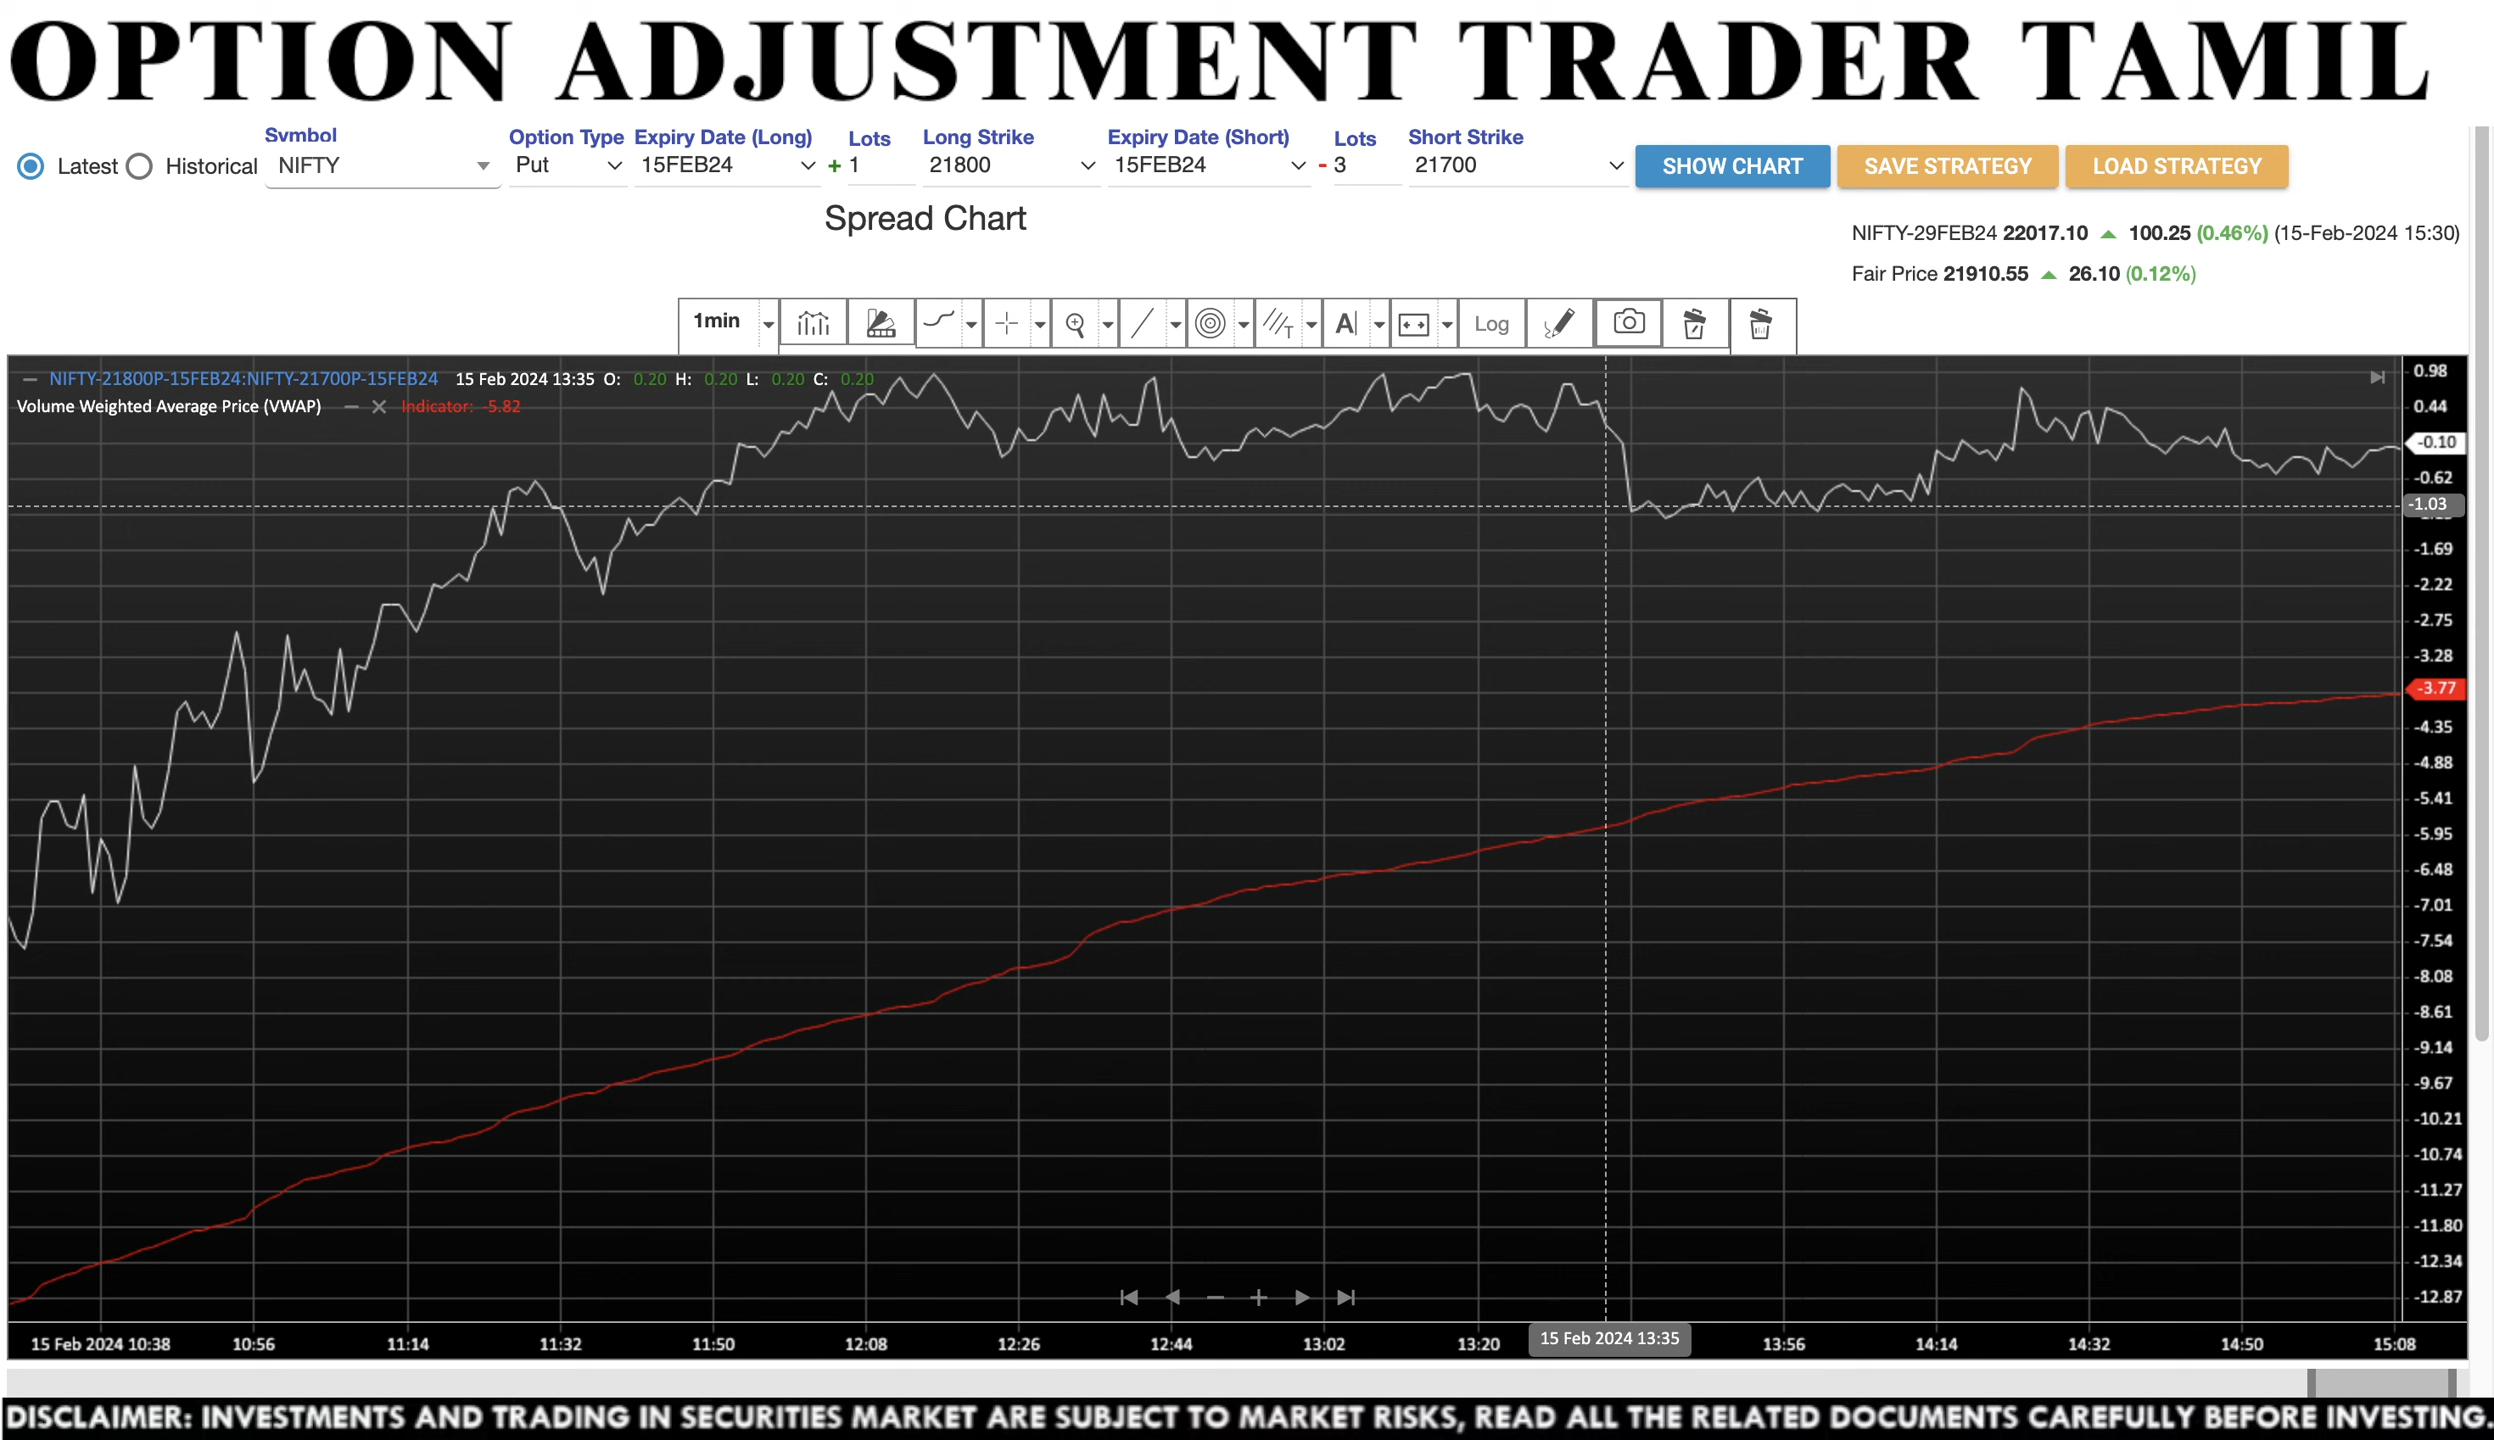 OPTION ADJUSTMENT TRADER TAMIL
Symbol Option Type Expiry Date (Long) Lots Long Strike Expiry Date (Short) Lots Short Strike
Latest Historical NIFTY Put 15FEB24 + 1 21800 15FEB24 - 3 21700 SHOW CHART SAVE STRATEGY LOAD STRATEGY
Spread Chart
NIFTY-29FEB24 22017.10 ▲ 100.25 (0.46%) (15-Feb-2024 15:30)
Fair Price 21910.55 ▲ 26.10 (0.12%)
1min T A Log
NIFTY-21800P-15FEB24:NIFTY-21700P-15FEB24 15 Feb 2024 13:35 O: 0.20 H: 0.20 L: 0.20 C: 0.20
Volume Weighted Average Price (VWAP) Indicator: -5.82
0.98
0.44
-0.10
-0.62
-1.03
-1.69
-2.22
-2.75
-3.28
-3.77
-4.35
-4.88
-5.41
-5.95
-6.48
-7.01
-7.54
-8.08
-8.61
-9.14
-9.67
-10.21
-10.74
-11.27
-11.80
-12.34
-12.87
15 Feb 2024 10:38 10:56 11:14 11:32 11:50 12:08 12:26 12:44 13:02 13:20 15 Feb 2024 13:35 13:56 14:14 14:32 14:50 15:08
DISCLAIMER: INVESTMENTS AND TRADING IN SECURITIES MARKET ARE SUBJECT TO MARKET RISKS, READ ALL THE RELATED DOCUMENTS CAREFULLY BEFORE INVESTING.